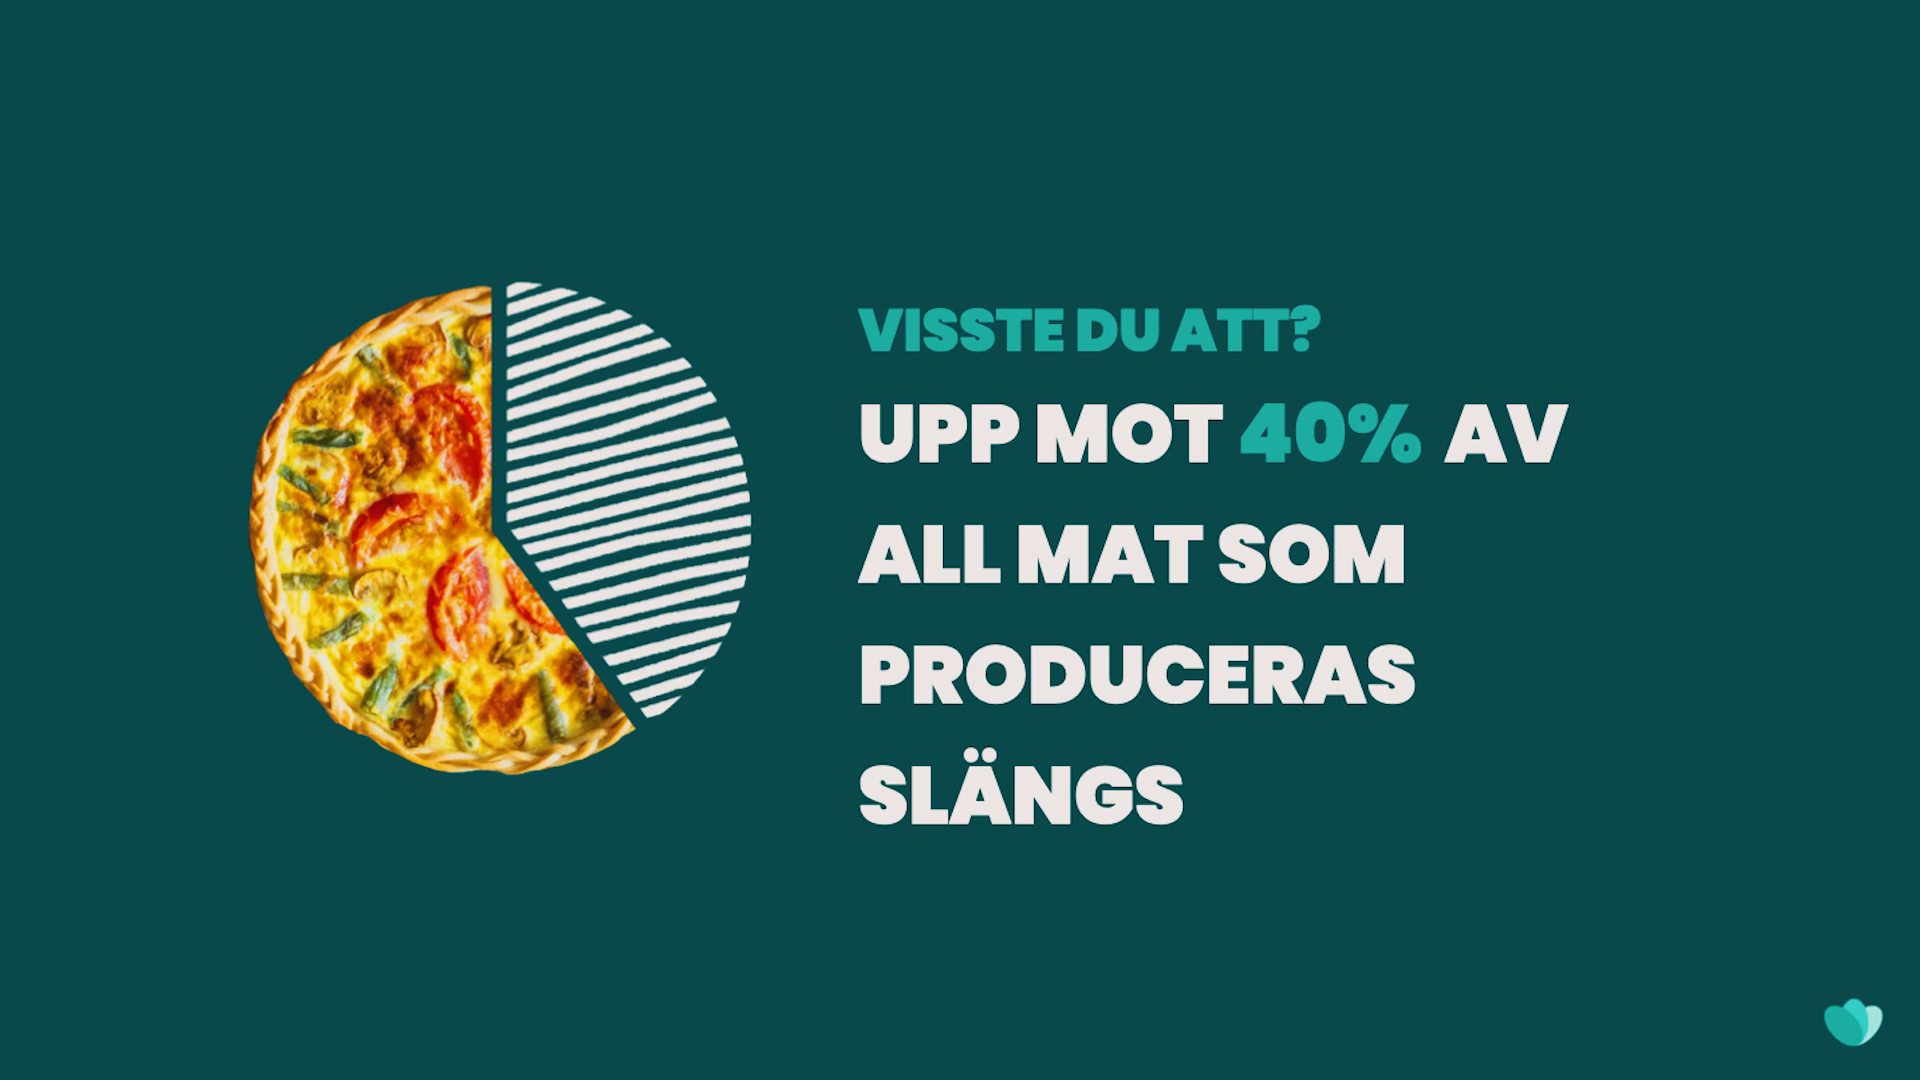 VISSTE DU ATT?
UPP MOT 40% AV
ALL MAT SOM
PRODUCERAS
SLÄNGS